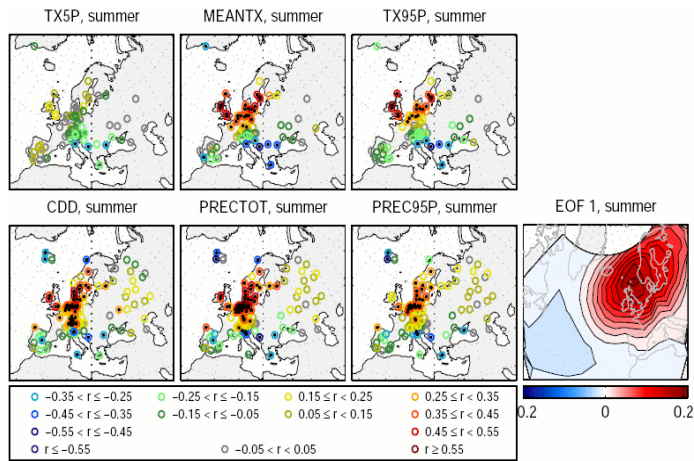 TX5P, summer MEANTX, summer TX95P, summer
CDD, summer PRECTOT, summer PREC95P, summer EOF 1, summer
−0.35 < r ≤ −0.25 −0.25 < r ≤ −0.15 0.15 ≤ r < 0.25 0.25 ≤ r < 0.35
−0.45 < r ≤ −0.35 −0.15 < r ≤ −0.05 0.05 ≤ r < 0.15 0.35 ≤ r < 0.45
−0.55 < r ≤ −0.45 0.45 ≤ r < 0.55
r ≤ −0.55 −0.05 < r < 0.05 r ≥ 0.55
0.2 0 0.2